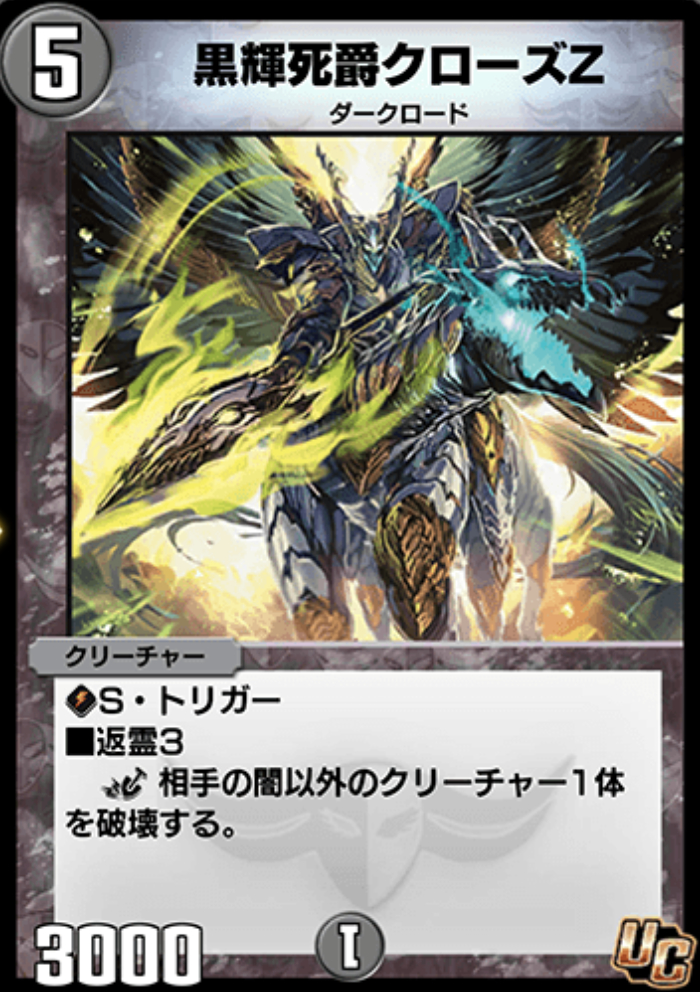 5
黒輝死爵クローズZ
ダークロード
クリーチャー
S・トリガー
■返霊3
相手の闇以外のクリーチャー1体
を破壊する。
3000
1
UC